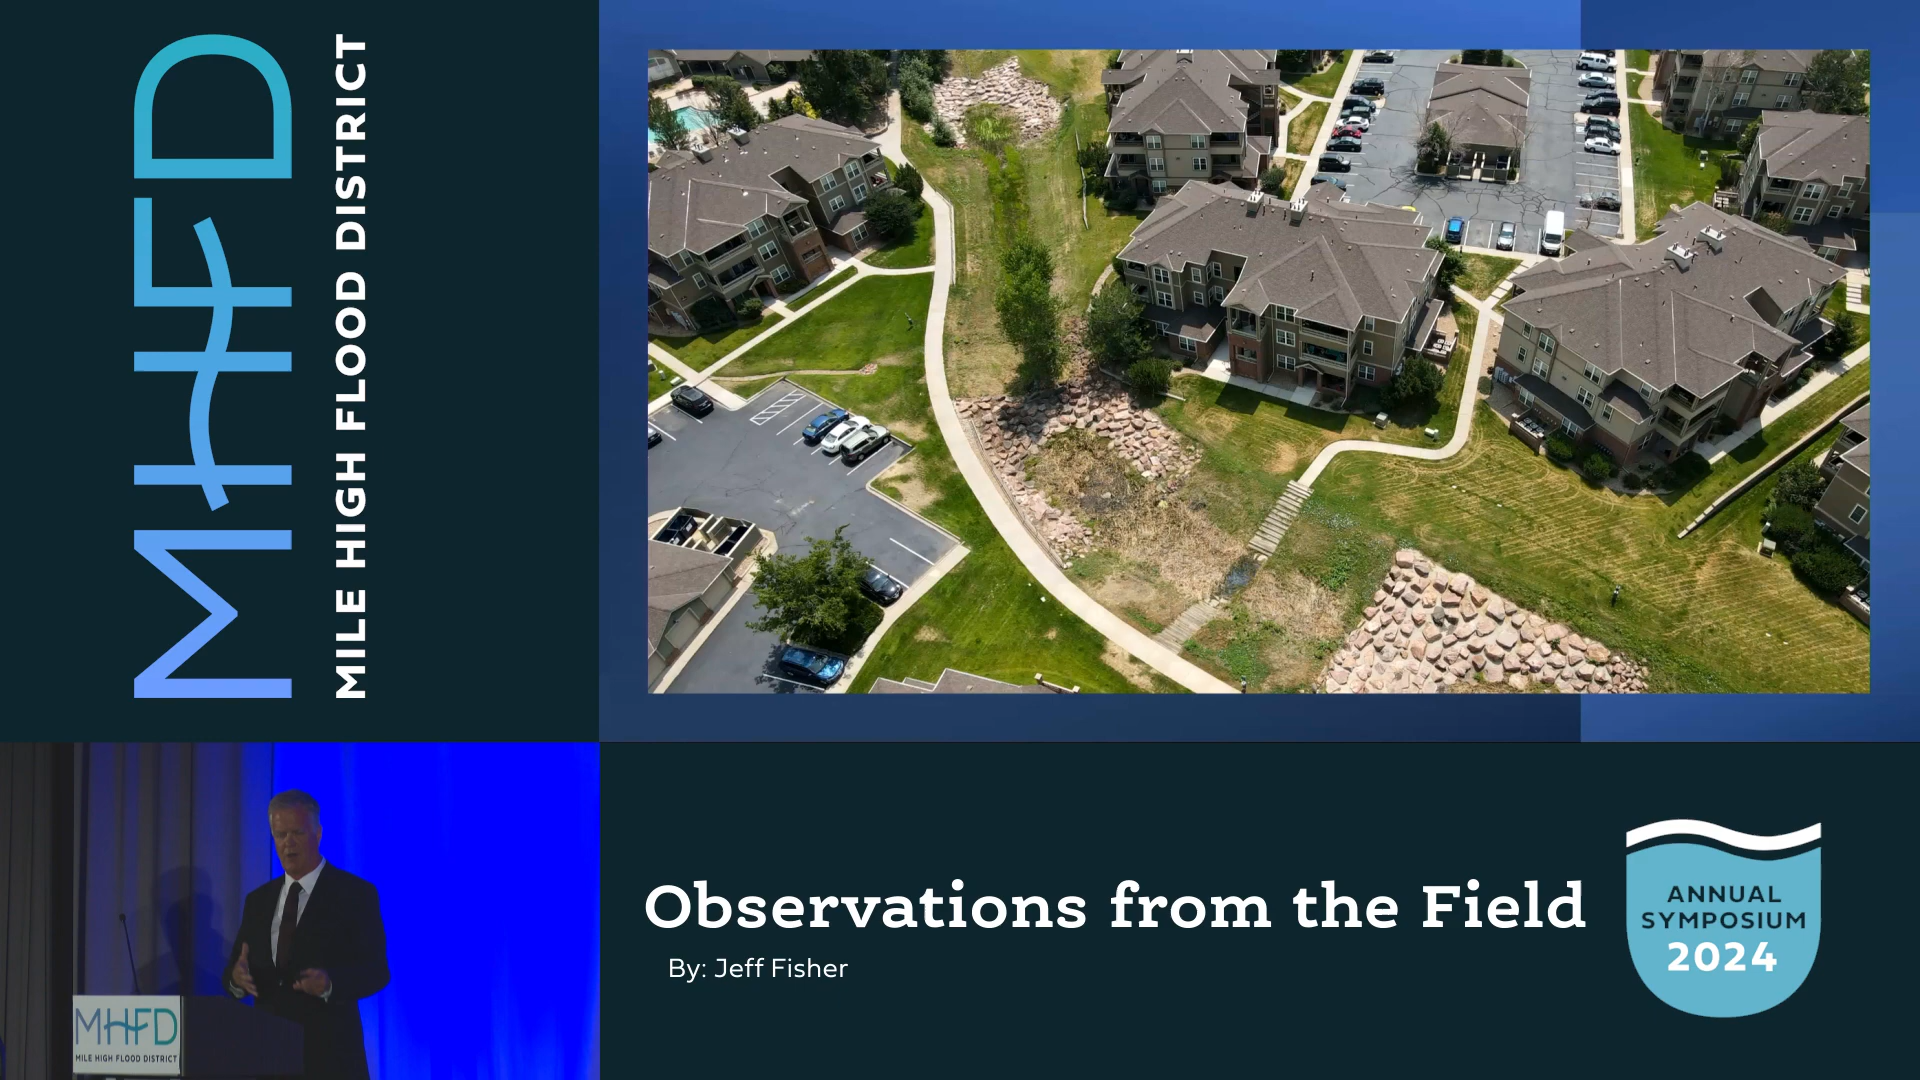 MHFD
MILE HIGH FLOOD DISTRICT
MHFD
MILE HIGH FLOOD DISTRICT
Observations from the Field
By: Jeff Fisher
ANNUAL
SYMPOSIUM
2024